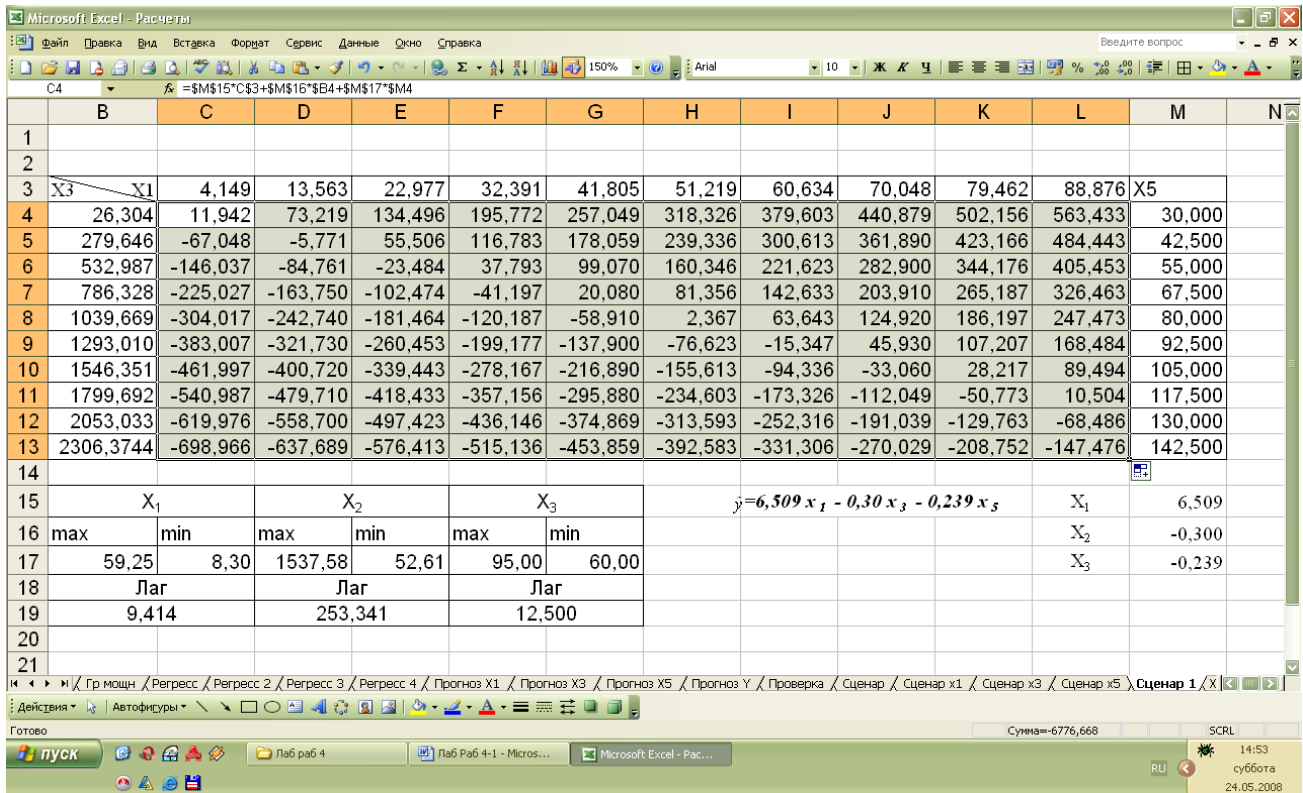 Microsoft Excel - Расчеты
Файл Правка Вид Вставка Формат Сервис Данные Окно Справка Введите вопрос
150% Arial 10 Ж К Ч
C4 fx =$M$15*C$3+$M$16*$B4+$M$17*$M4
B C D E F G H I J K L M N
1
2
3 X3 X1 4,149 13,563 22,977 32,391 41,805 51,219 60,634 70,048 79,462 88,876 X5
4 26,304 11,942 73,219 134,496 195,772 257,049 318,326 379,603 440,879 502,156 563,433 30,000
5 279,646 -67,048 -5,771 55,506 116,783 178,059 239,336 300,613 361,890 423,166 484,443 42,500
6 532,987 -146,037 -84,761 -23,484 37,793 99,070 160,346 221,623 282,900 344,176 405,453 55,000
7 786,328 -225,027 -163,750 -102,474 -41,197 20,080 81,356 142,633 203,910 265,187 326,463 67,500
8 1039,669 -304,017 -242,740 -181,464 -120,187 -58,910 2,367 63,643 124,920 186,197 247,473 80,000
9 1293,010 -383,007 -321,730 -260,453 -199,177 -137,900 -76,623 -15,347 45,930 107,207 168,484 92,500
10 1546,351 -461,997 -400,720 -339,443 -278,167 -216,890 -155,613 -94,336 -33,060 28,217 89,494 105,000
11 1799,692 -540,987 -479,710 -418,433 -357,156 -295,880 -234,603 -173,326 -112,049 -50,773 10,504 117,500
12 2053,033 -619,976 -558,700 -497,423 -436,146 -374,869 -313,593 -252,316 -191,039 -129,763 -68,486 130,000
13 2306,3744 -698,966 -637,689 -576,413 -515,136 -453,859 -392,583 -331,306 -270,029 -208,752 -147,476 142,500
14
15 X1 X2 X3 ŷ=6,509 x 1 - 0,30 x 3 - 0,239 x 5 X1 6,509
16 max min max min max min X2 -0,300
17 59,25 8,30 1537,58 52,61 95,00 60,00 X3 -0,239
18 Лаг Лаг Лаг
19 9,414 253,341 12,500
20
21
Гр мощн Регресс Регресс 2 Регресс 3 Регресс 4 Прогноз X1 Прогноз X3 Прогноз X5 Прогноз Y Проверка Сценар Сценар x1 Сценар x3 Сценар x5 Сценар 1 X
Действия Автофигуры
Готово Сумма=-6776,668 SCRL
пуск Лаб раб 4 Лаб Раб 4-1 - Micros... Microsoft Excel - Рас... RU 14:53
суббота
24.05.2008